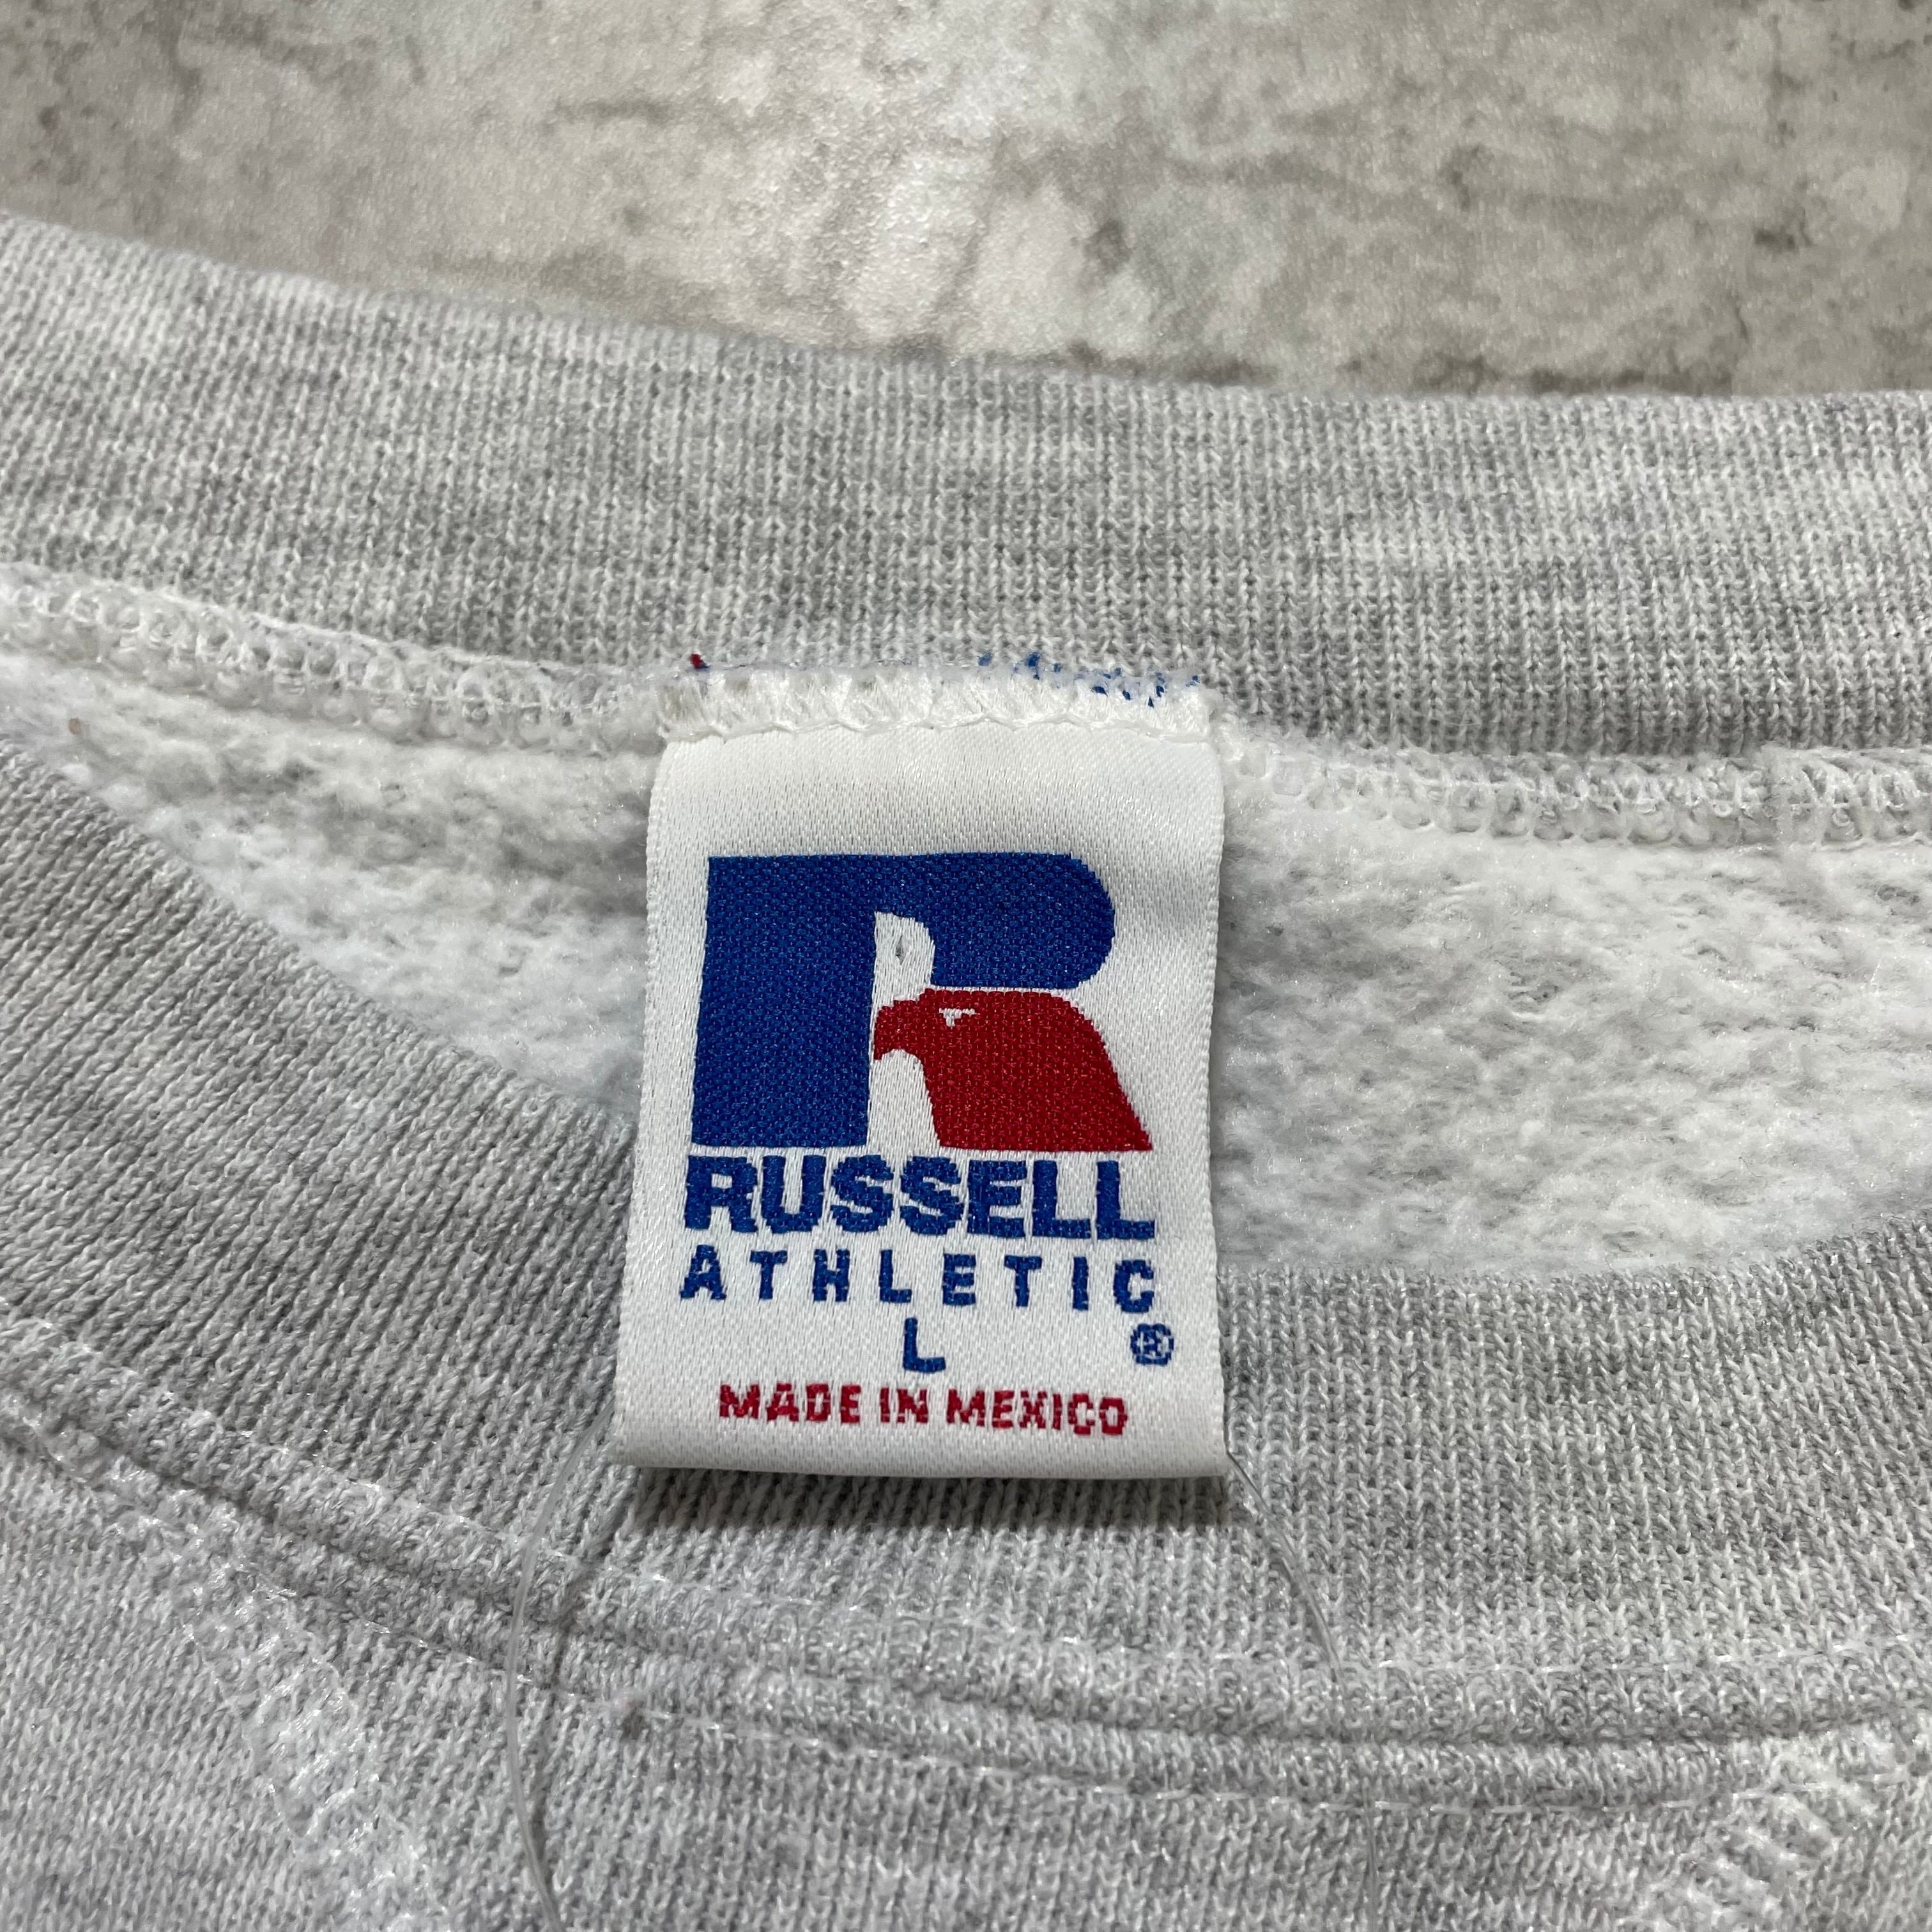 RUSSELL
ATHLETIC
L ®
MADE IN MEXICO